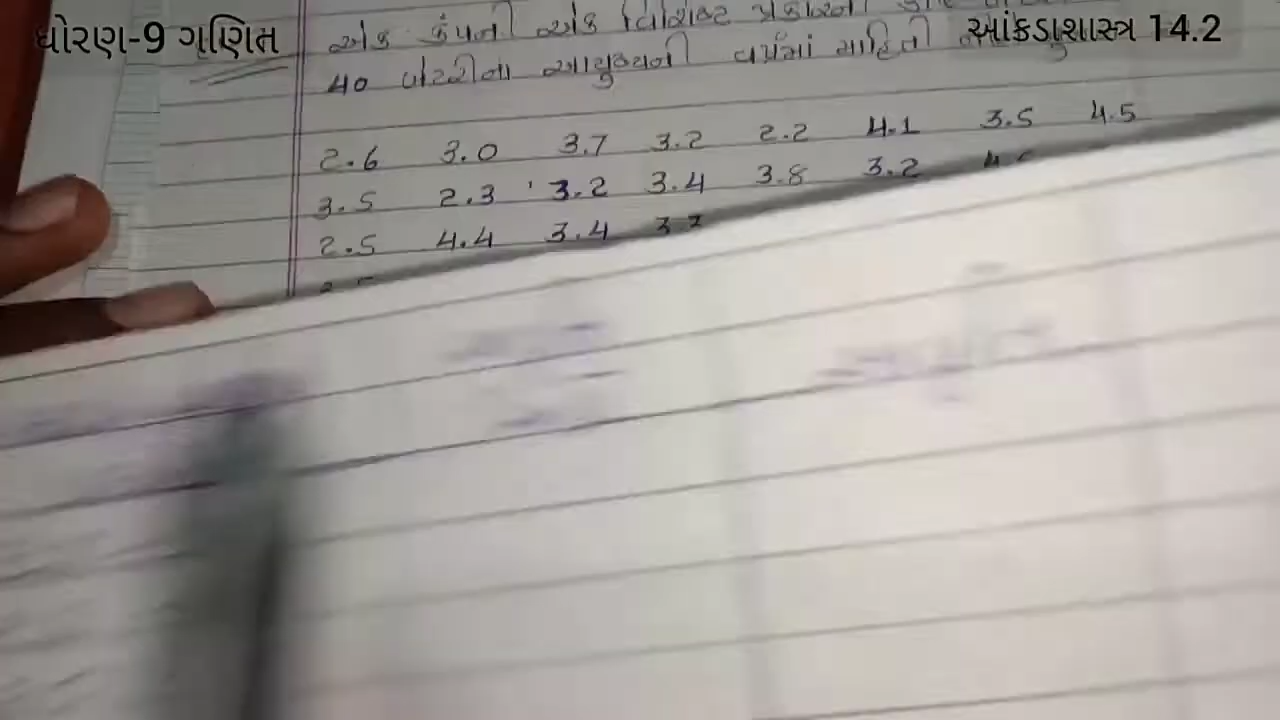 ધોરણ-9 ગણિત
આંકડાશાસ્ત્ર 14.2
એક કંપની એક વિશિષ્ટ પ્રકારની
40 બેટરીના આયુષ્યની વર્ષમાં માહિતી
2.6 3.0 3.7 3.2 2.2 4.1 3.5 4.5
3.5 2.3 3.2 3.4 3.8 3.2
2.5 4.4 3.4